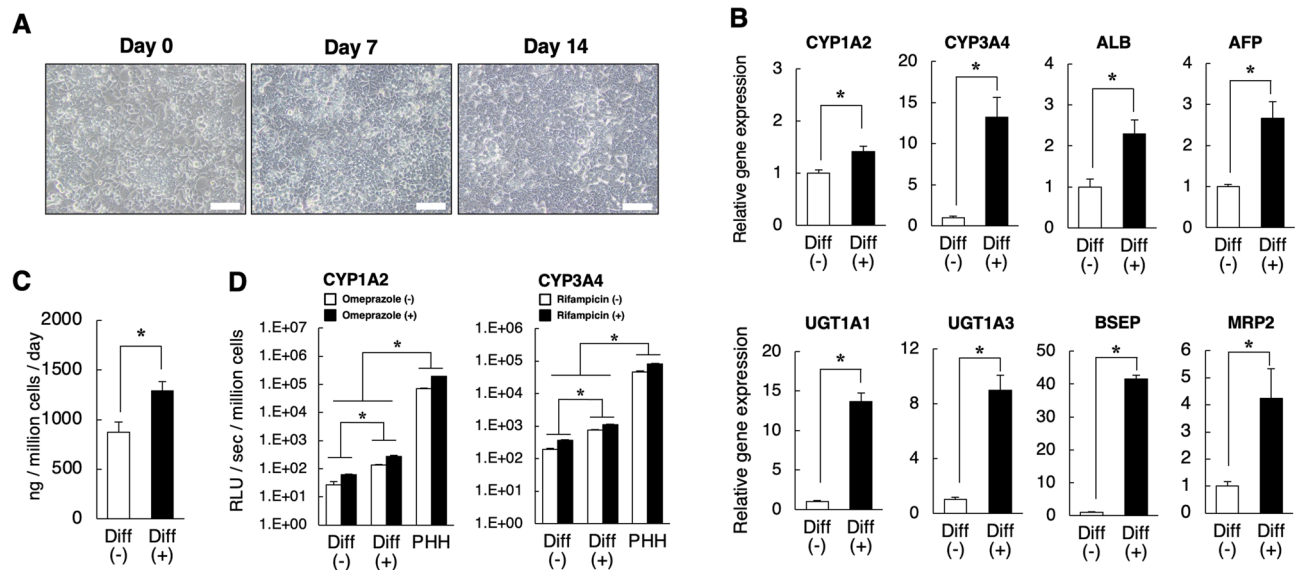 A
Day 0
Day 7
Day 14
B
CYP1A2
CYP3A4
ALB
AFP
Relative gene expression
3
2
1
0
20
15
10
5
0
4
3
2
1
0
4
3
2
1
0
*
*
*
*
Diff (-)
Diff (+)
Diff (-)
Diff (+)
Diff (-)
Diff (+)
Diff (-)
Diff (+)
UGT1A1
UGT1A3
BSEP
MRP2
Relative gene expression
20
15
10
5
0
12
8
4
0
50
40
30
20
10
0
6
5
4
3
2
1
0
*
*
*
*
Diff (-)
Diff (+)
Diff (-)
Diff (+)
Diff (-)
Diff (+)
Diff (-)
Diff (+)
C
ng / million cells / day
2000
1500
1000
500
0
*
Diff (-)
Diff (+)
D
CYP1A2
Omeprazole (-)
Omeprazole (+)
RLU / sec / million cells
1.E+07
1.E+06
1.E+05
1.E+04
1.E+03
1.E+02
1.E+01
1.E+00
*
*
Diff (-)
Diff (+)
PHH
CYP3A4
Rifampicin (-)
Rifampicin (+)
1.E+06
1.E+05
1.E+04
1.E+03
1.E+02
1.E+01
1.E+00
*
*
Diff (-)
Diff (+)
PHH